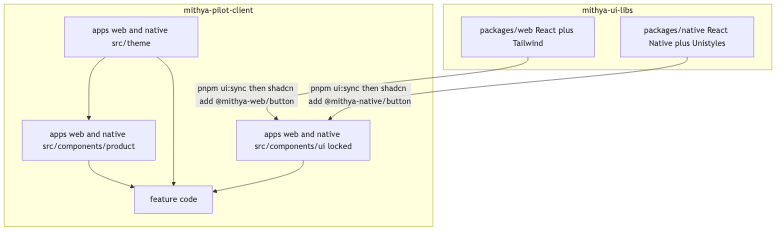 mithya-pilot-client
mithya-ui-libs
apps web and native
src/theme
packages/web React plus
Tailwind
packages/native React
Native plus Unistyles
pnpm ui:sync then shadcn
add @mithya-web/button
pnpm ui:sync then shadcn
add @mithya-native/button
apps web and native
src/components/product
apps web and native
src/components/ui locked
feature code